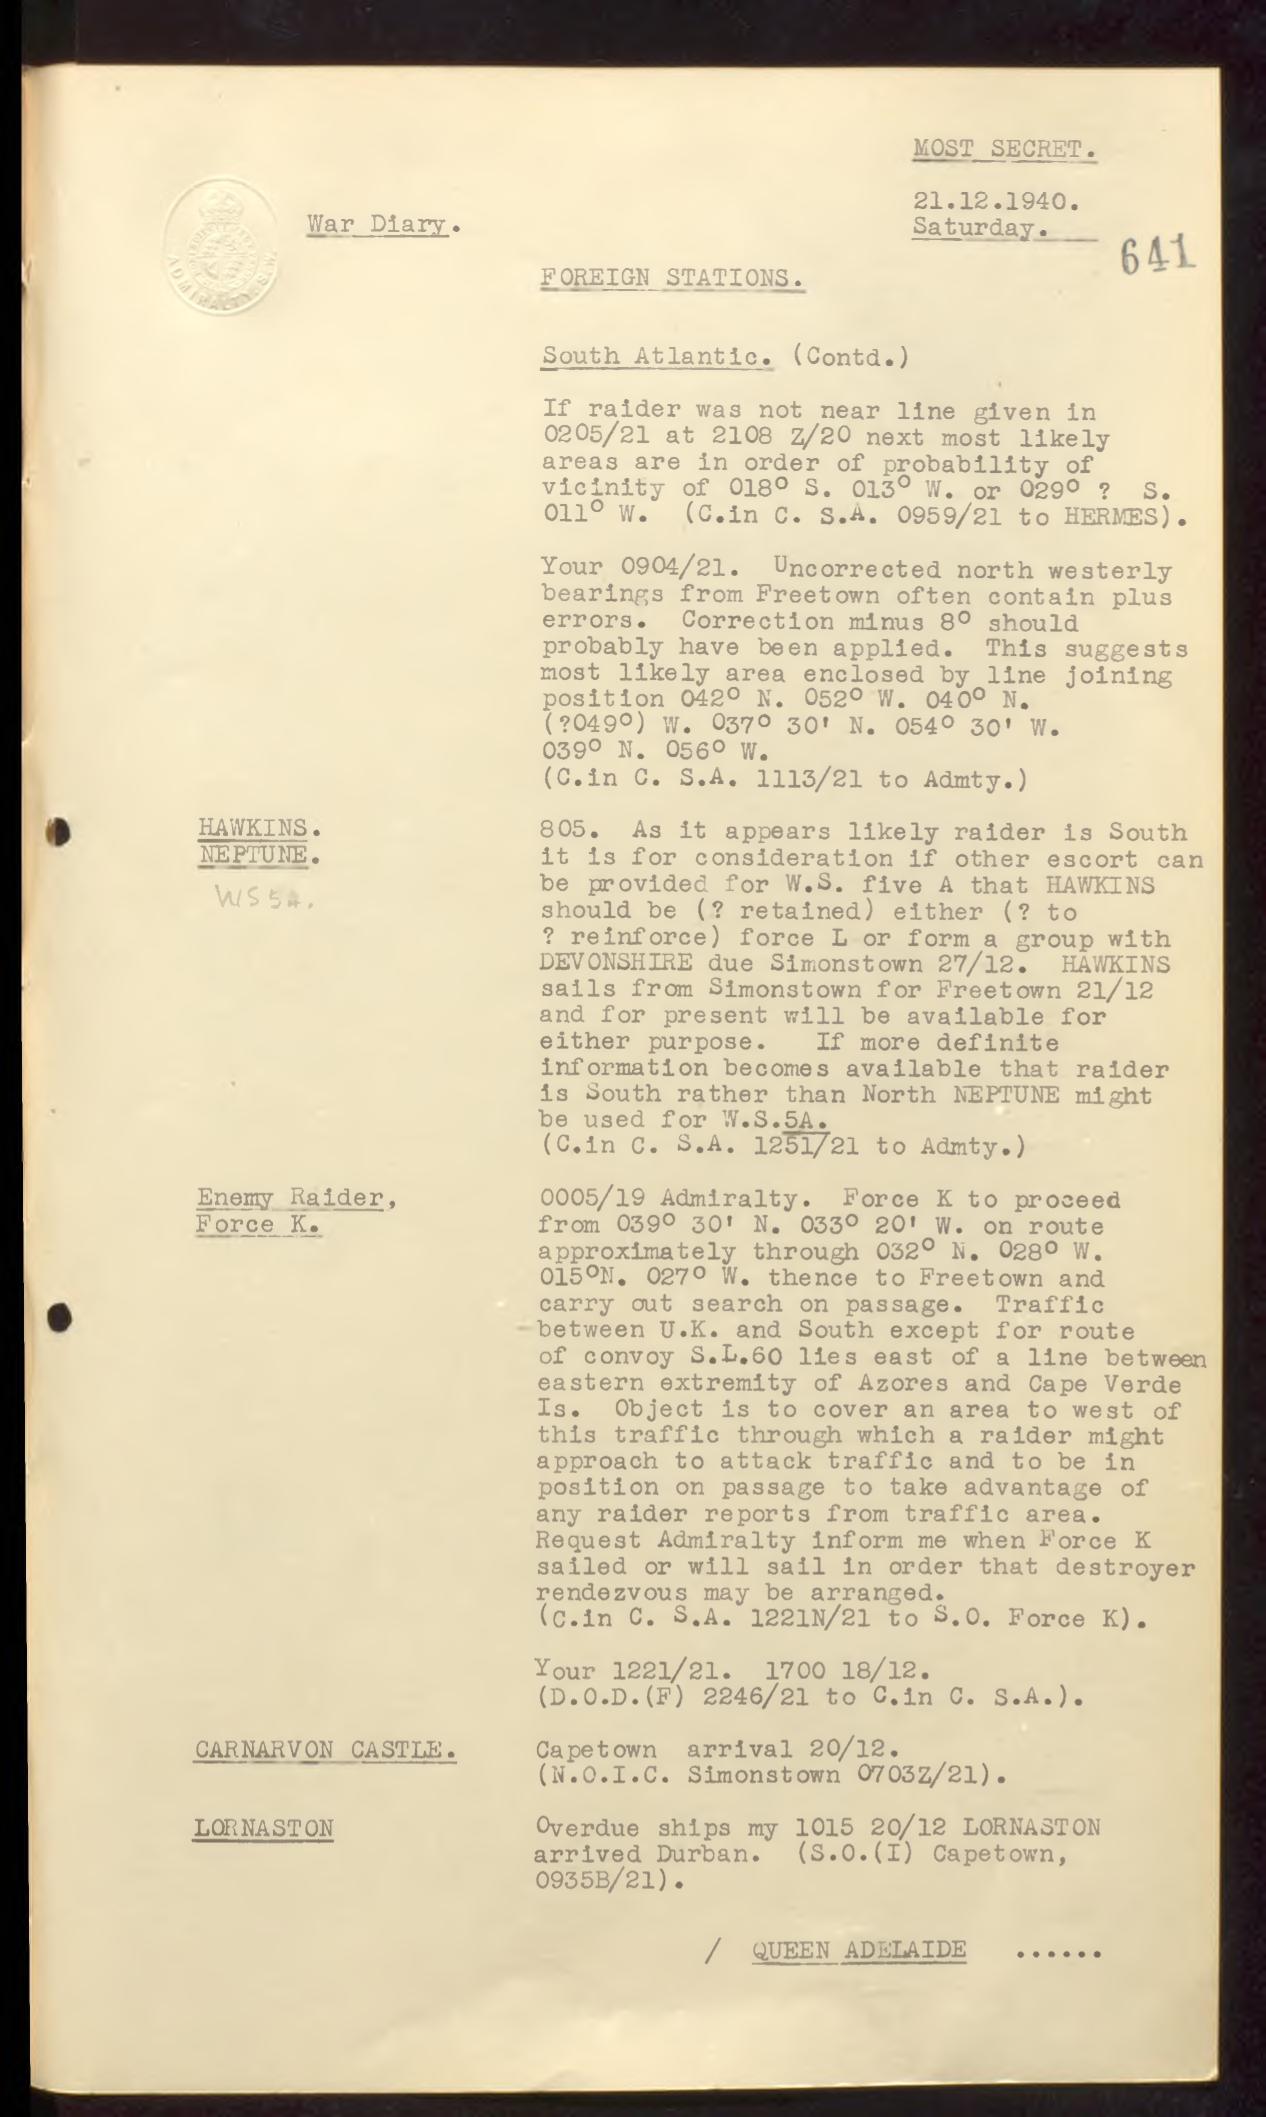 MOST SECRET.
21.12.1940.
Saturday.
War Diary.
641
ADMIRALTY. S.W.
FOREIGN STATIONS.
South Atlantic. (Contd.)
If raider was not near line given in
0205/21 at 2108 Z/20 next most likely
areas are in order of probability of
vicinity of 018° S. 013° W. or 029° ? S.
011° W. (C.in C. S.A. 0959/21 to HERMES).
Your 0904/21. Uncorrected north westerly
bearings from Freetown often contain plus
errors. Correction minus 8° should
probably have been applied. This suggests
most likely area enclosed by line joining
position 042° N. 052° W. 040° N.
(?049°) W. 037° 30' N. 054° 30' W.
039° N. 056° W.
(C.in C. S.A. 1113/21 to Admty.)
HAWKINS.
NEPTUNE.
WS 5A.
805. As it appears likely raider is South
it is for consideration if other escort can
be provided for W.S. five A that HAWKINS
should be (? retained) either (? to
? reinforce) force L or form a group with
DEVONSHIRE due Simonstown 27/12. HAWKINS
sails from Simonstown for Freetown 21/12
and for present will be available for
either purpose. If more definite
information becomes available that raider
is South rather than North NEPTUNE might
be used for W.S.5A.
(C.in C. S.A. 1251/21 to Admty.)
Enemy Raider,
Force K.
0005/19 Admiralty. Force K to proceed
from 039° 30' N. 033° 20' W. on route
approximately through 032° N. 028° W.
015°N. 027° W. thence to Freetown and
carry out search on passage. Traffic
between U.K. and South except for route
of convoy S.L.60 lies east of a line between
eastern extremity of Azores and Cape Verde
Is. Object is to cover an area to west of
this traffic through which a raider might
approach to attack traffic and to be in
position on passage to take advantage of
any raider reports from traffic area.
Request Admiralty inform me when Force K
sailed or will sail in order that destroyer
rendezvous may be arranged.
(C.in C. S.A. 1221N/21 to S.O. Force K).
Your 1221/21. 1700 18/12.
(D.O.D.(F) 2246/21 to C.in C. S.A.).
CARNARVON CASTLE.
Capetown arrival 20/12.
(N.O.I.C. Simonstown 0703Z/21).
LORNASTON
Overdue ships my 1015 20/12 LORNASTON
arrived Durban. (S.O.(I) Capetown,
0935B/21).
/ QUEEN ADELAIDE ......